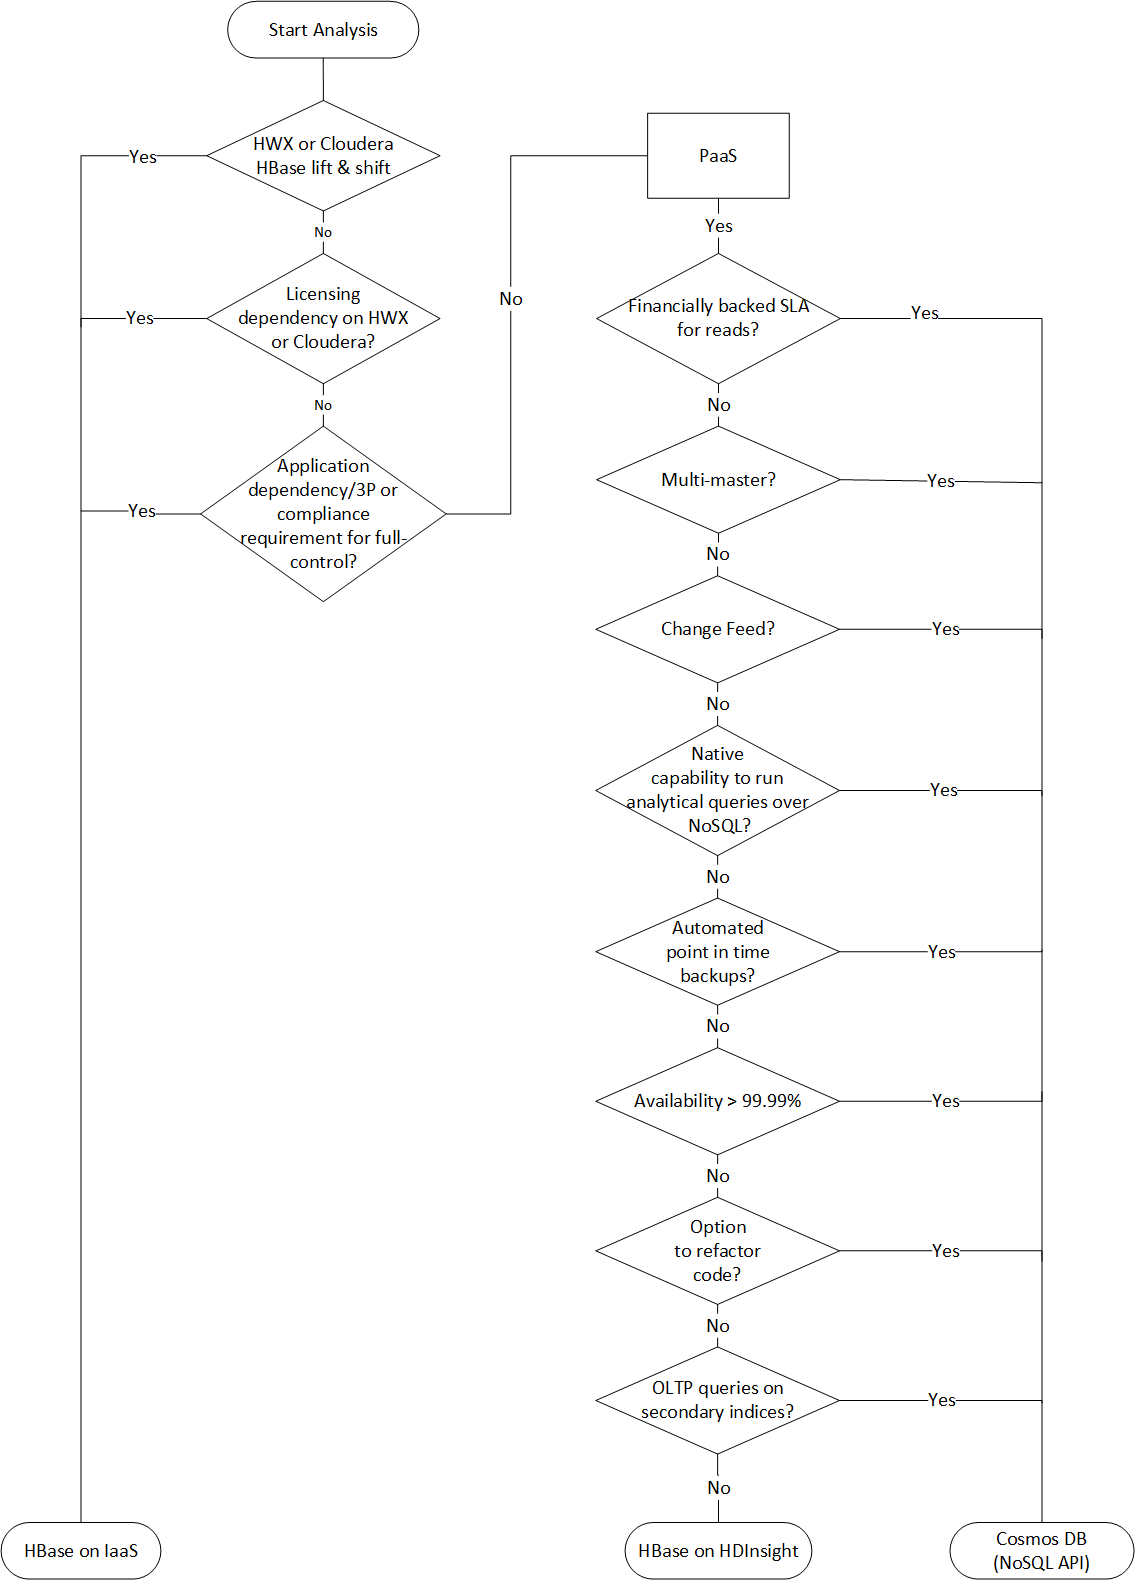 Start Analysis
HWX or Cloudera
HBase lift & shift
Yes
No
Licensing
dependency on HWX
or Cloudera?
Yes
No
Application
dependency/3P or
compliance
requirement for full-
control?
Yes
No
PaaS
Yes
Financially backed SLA
for reads?
Yes
No
Multi-master?
Yes
No
Change Feed?
Yes
No
Native
capability to run
analytical queries over
NoSQL?
Yes
No
Automated
point in time
backups?
Yes
No
Availability > 99.99%
Yes
No
Option
to refactor
code?
Yes
No
OLTP queries on
secondary indices?
Yes
No
HBase on IaaS
HBase on HDInsight
Cosmos DB
(NoSQL API)